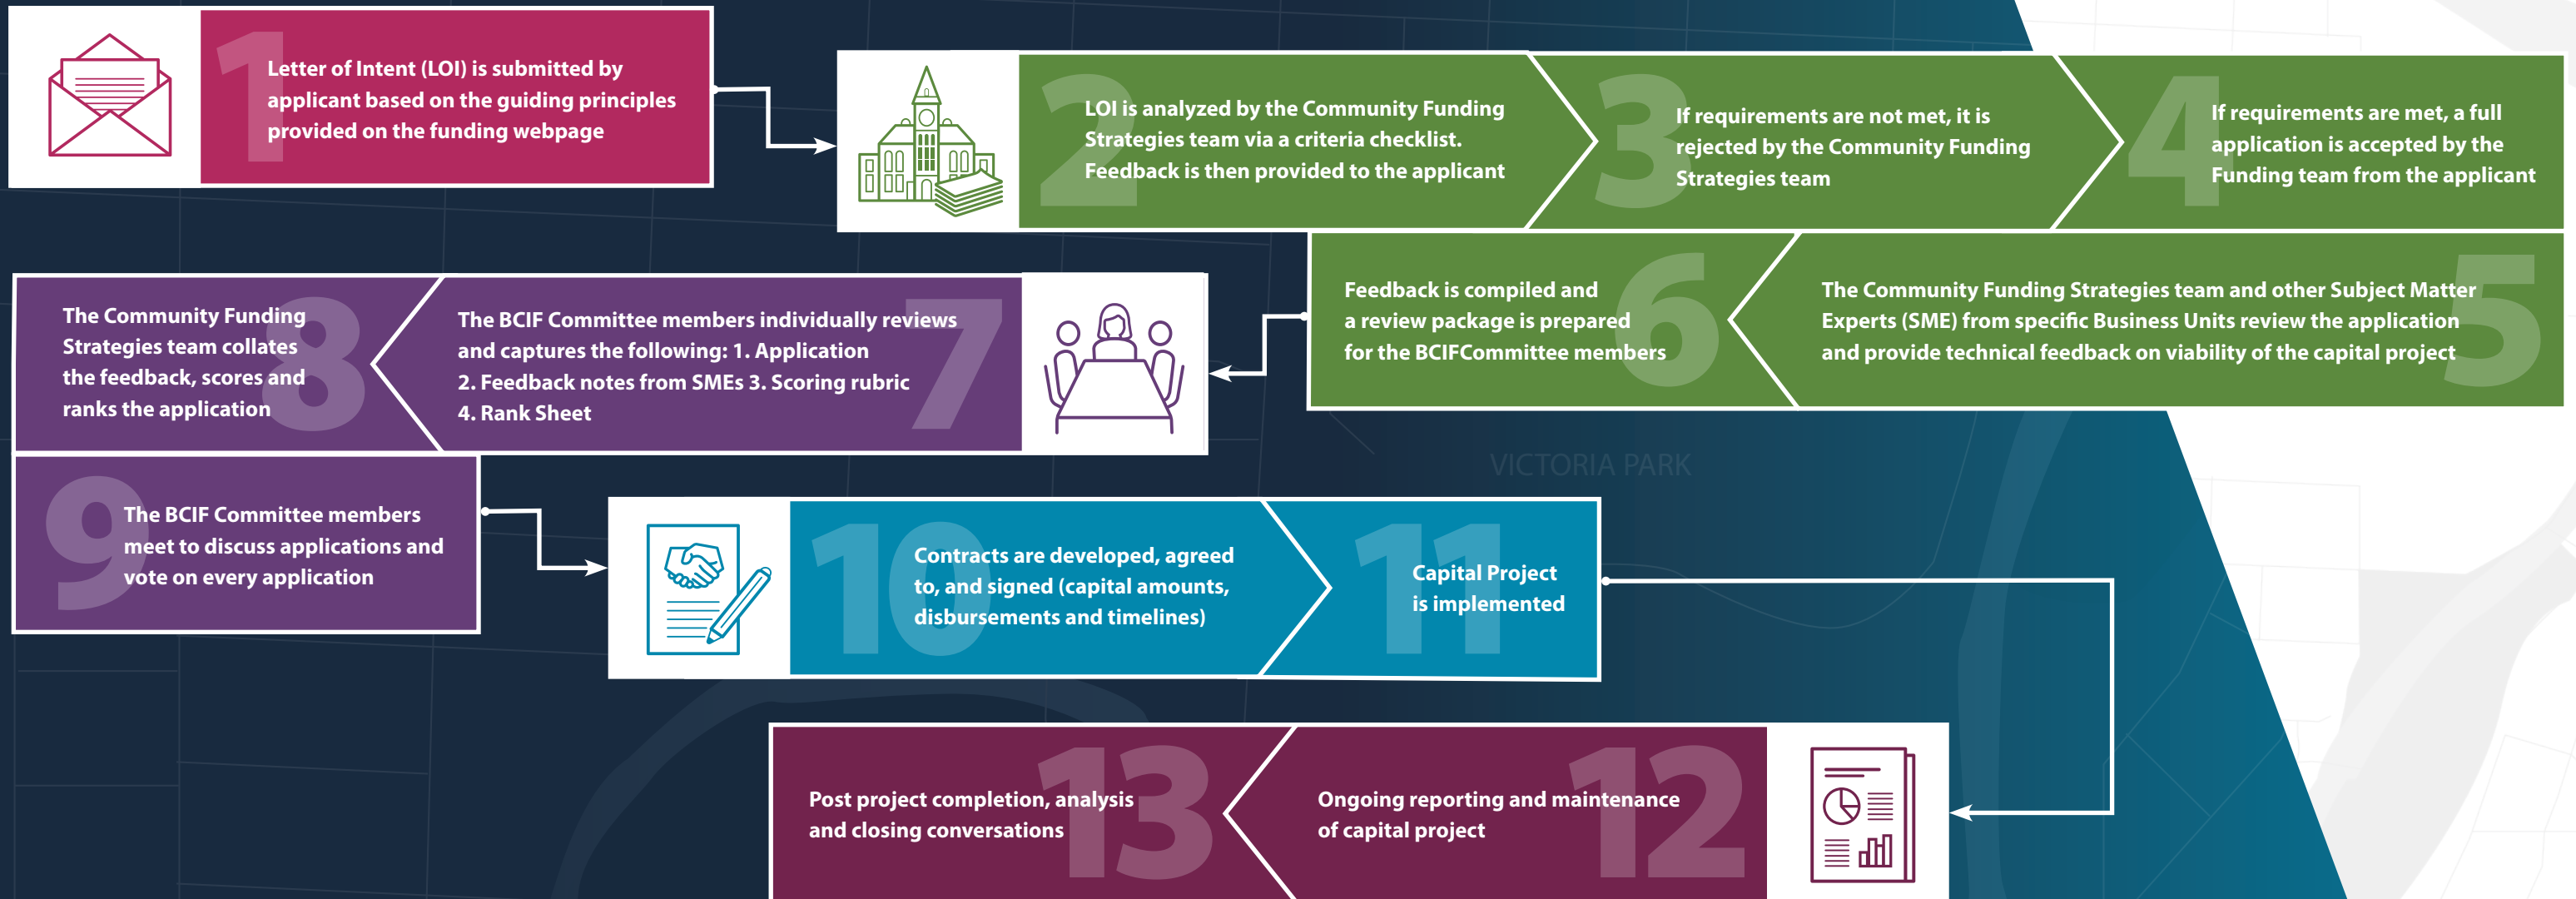 1
Letter of Intent (LOI) is submitted by
applicant based on the guiding principles
provided on the funding webpage
2
LOI is analyzed by the Community Funding
Strategies team via a criteria checklist.
Feedback is then provided to the applicant
3
If requirements are not met, it is
rejected by the Community Funding
Strategies team
4
If requirements are met, a full
application is accepted by the
Funding team from the applicant
5
The Community Funding Strategies team and other Subject Matter
Experts (SME) from specific Business Units review the application
and provide technical feedback on viability of the capital project
6
Feedback is compiled and
a review package is prepared
for the BCIFCommittee members
7
The BCIF Committee members individually reviews
and captures the following: 1. Application
2. Feedback notes from SMEs 3. Scoring rubric
4. Rank Sheet
8
The Community Funding
Strategies team collates
the feedback, scores and
ranks the application
9
The BCIF Committee members
meet to discuss applications and
vote on every application
VICTORIA PARK
10
Contracts are developed, agreed
to, and signed (capital amounts,
disbursements and timelines)
11
Capital Project
is implemented
12
Ongoing reporting and maintenance
of capital project
13
Post project completion, analysis
and closing conversations